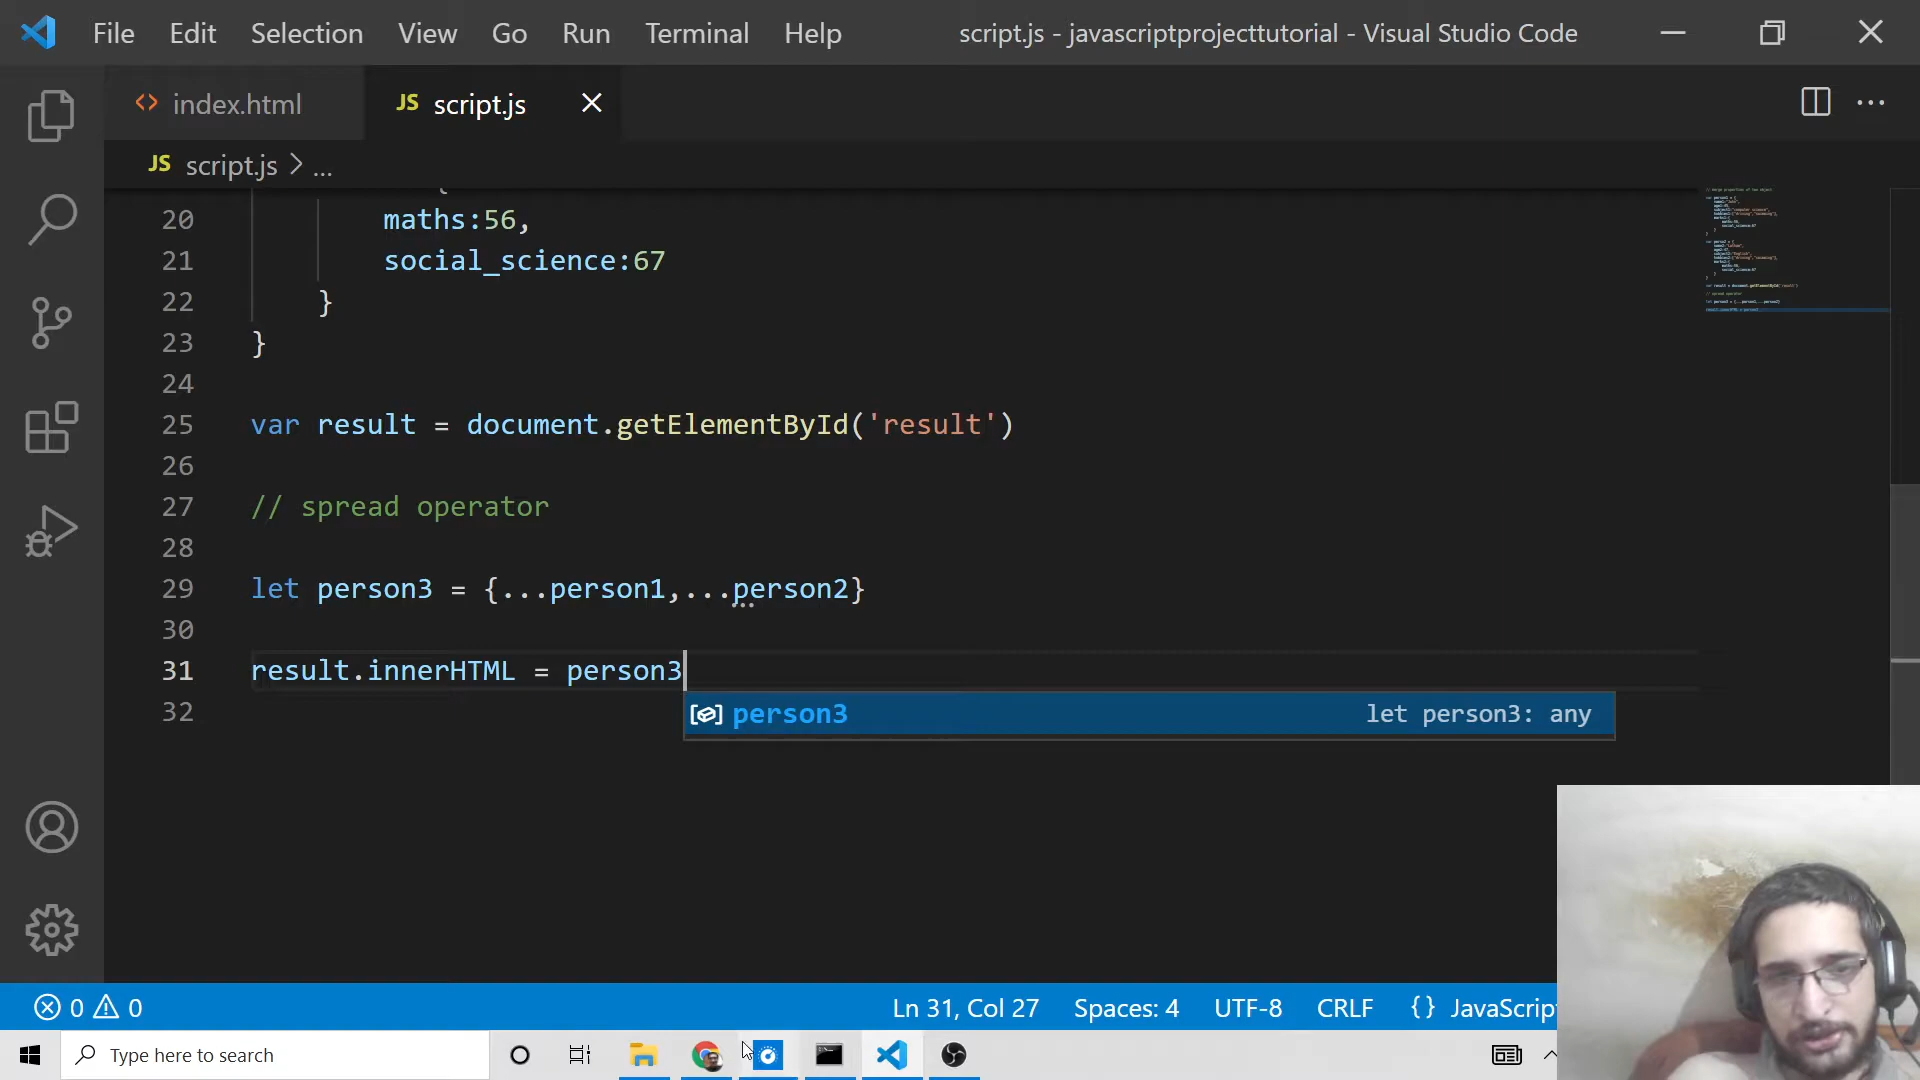 File Edit Selection View Go Run Terminal Help script.js - javascriptprojecttutorial - Visual Studio Code
<> index.html JS script.js
JS script.js > ...
20 maths:56,
21 social_science:67
22 }
23 }
24
25 var result = document.getElementById('result')
26
27 // spread operator
28
29 let person3 = {...person1,...person2}
30
31 result.innerHTML = person3
person3 let person3: any
32
0 0 Ln 31, Col 27 Spaces: 4 UTF-8 CRLF {} JavaScrip
Type here to search